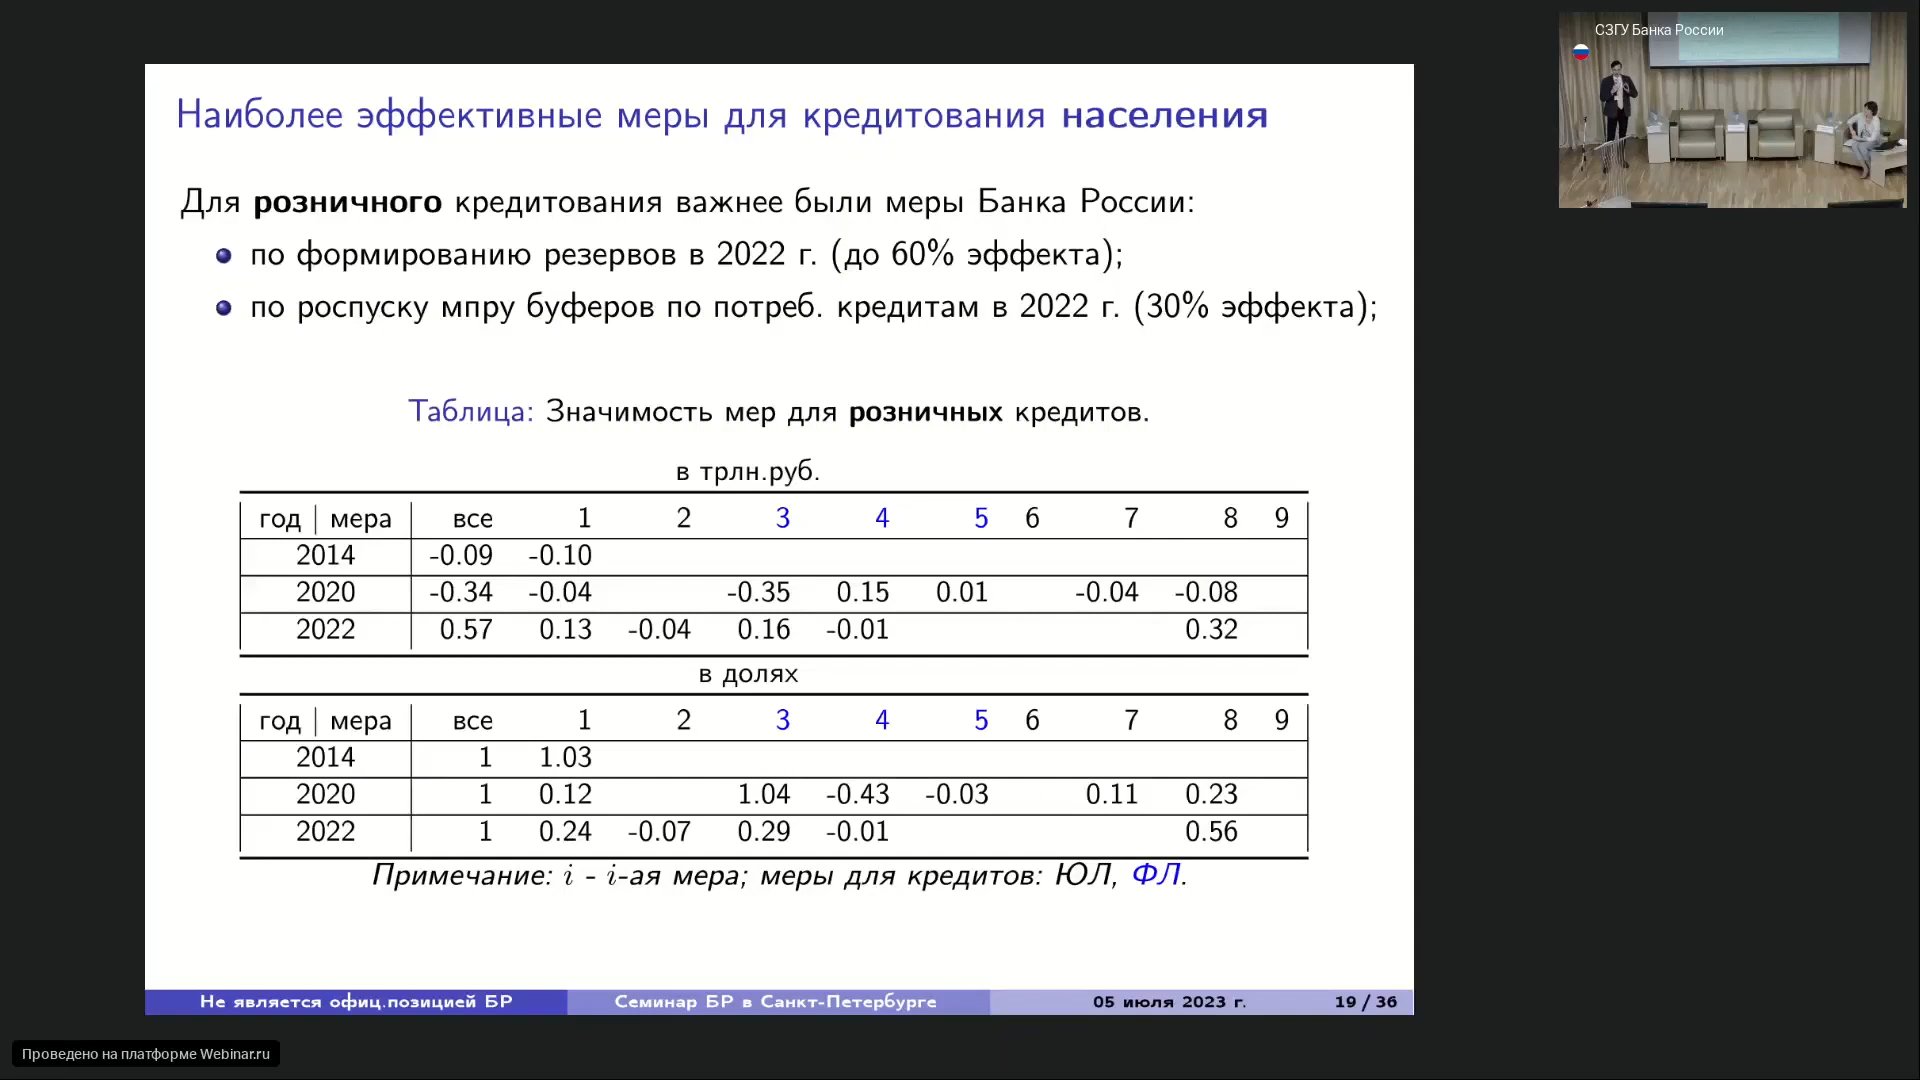 СЗГУ Банка России
Наиболее эффективные меры для кредитования населения
Для розничного кредитования важнее были меры Банка России:
по формированию резервов в 2022 г. (до 60% эффекта);
по роспуску мпру буферов по потреб. кредитам в 2022 г. (30% эффекта);
Таблица: Значимость мер для розничных кредитов.
в трлн.руб.
год | мера все 1 2 3 4 5 6 7 8 9
2014 -0.09 -0.10
2020 -0.34 -0.04 -0.35 0.15 0.01 -0.04 -0.08
2022 0.57 0.13 -0.04 0.16 -0.01 0.32
в долях
год | мера все 1 2 3 4 5 6 7 8 9
2014 1 1.03
2020 1 0.12 1.04 -0.43 -0.03 0.11 0.23
2022 1 0.24 -0.07 0.29 -0.01 0.56
Примечание: i - i-ая мера; меры для кредитов: ЮЛ, ФЛ.
Не является офиц.позицией БР Семинар БР в Санкт-Петербурге 05 июля 2023 г. 19 / 36
Проведено на платформе Webinar.ru